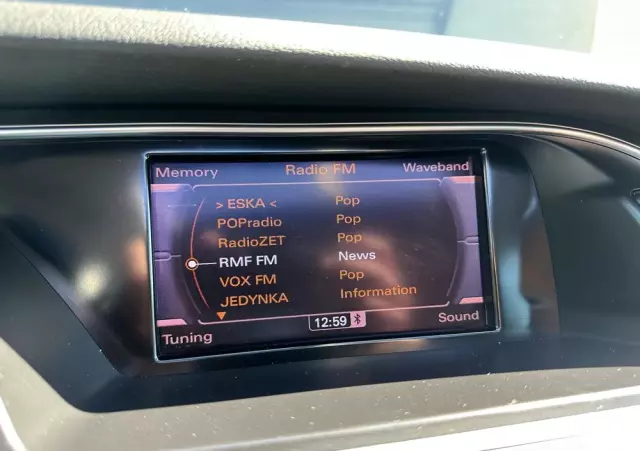 Memory Radio FM Waveband
> ESKA < Pop
POPradio Pop
RadioZET Pop
RMF FM News
VOX FM Pop
JEDYNKA Information
12:59
Tuning Sound